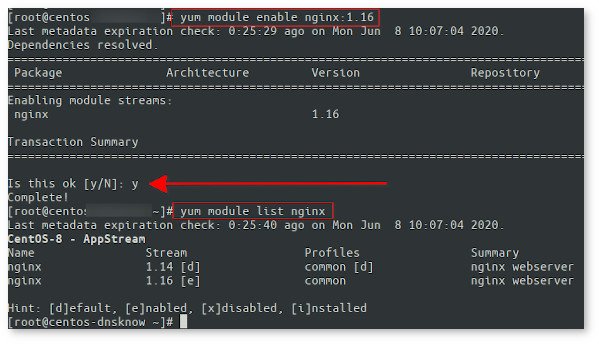 [root@centos ]# yum module enable nginx:1.16
Last metadata expiration check: 0:25:29 ago on Mon Jun  8 10:07:04 2020.
Dependencies resolved.
================================================================================
Package Architecture Version Repository
================================================================================
Enabling module streams:
nginx 1.16
Transaction Summary
================================================================================
Is this ok [y/N]: y
Complete!
[root@centos ~]# yum module list nginx
Last metadata expiration check: 0:25:40 ago on Mon Jun  8 10:07:04 2020.
CentOS-8 - AppStream
Name Stream Profiles Summary
nginx 1.14 [d] common [d] nginx webserver
nginx 1.16 [e] common nginx webserver
Hint: [d]efault, [e]nabled, [x]disabled, [i]nstalled
[root@centos-dnsknow ~]#